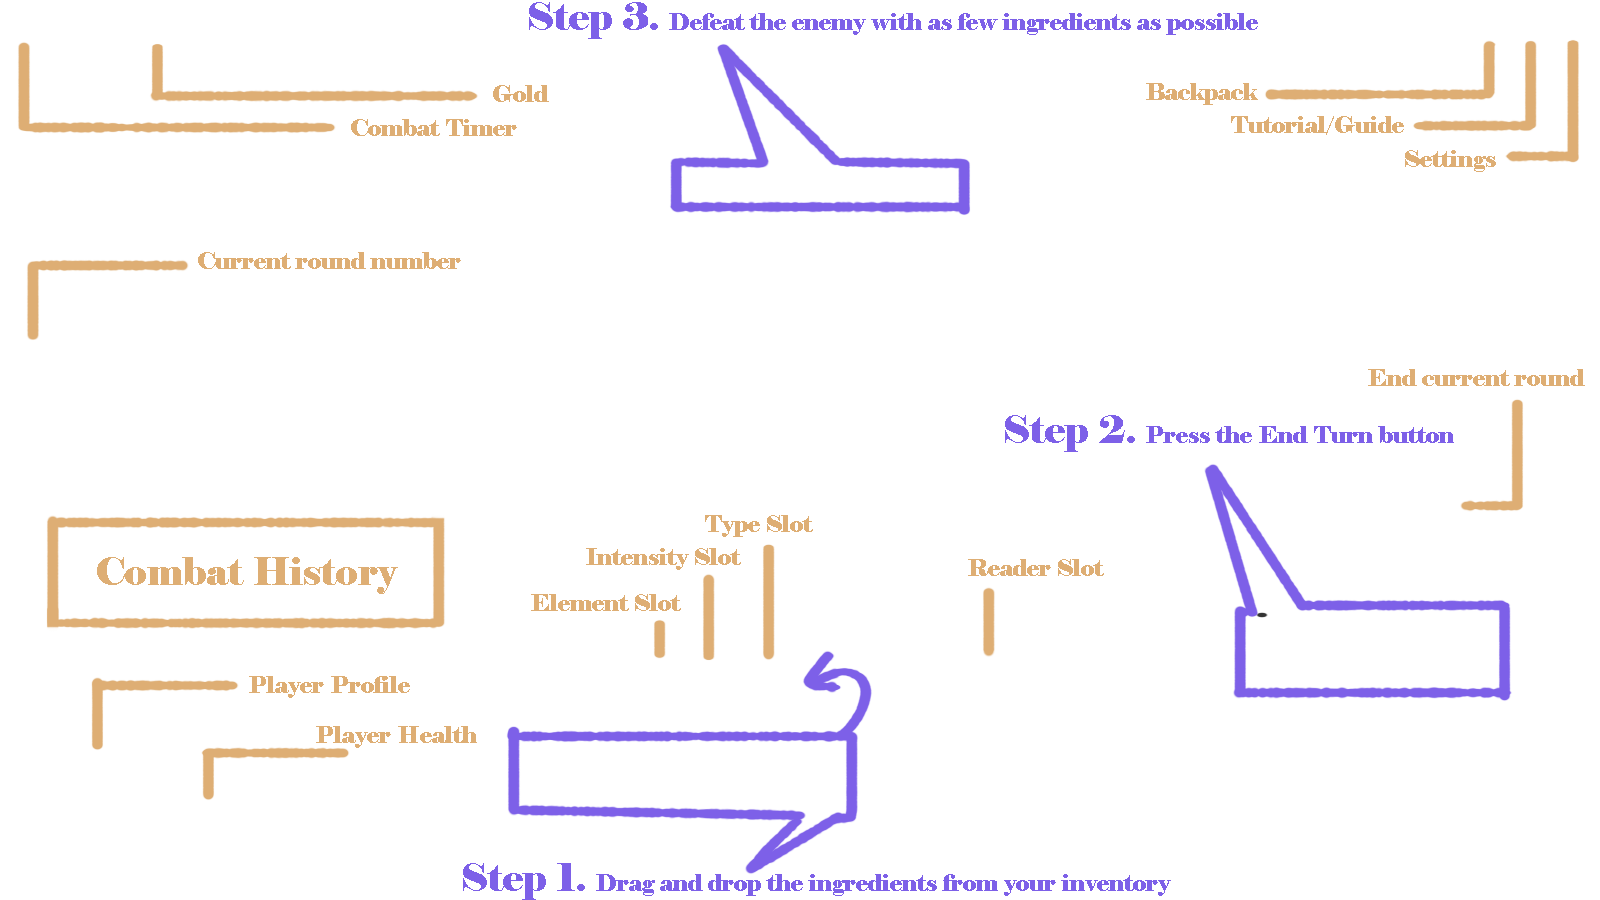 Step 3. Defeat the enemy with as few ingredients as possible
Gold
Combat Timer
Backpack
Tutorial/Guide
Settings
Current round number
End current round
Step 2. Press the End Turn button
Type Slot
Intensity Slot
Element Slot
Reader Slot
Combat History
Player Profile
Player Health
Step 1. Drag and drop the ingredients from your inventory